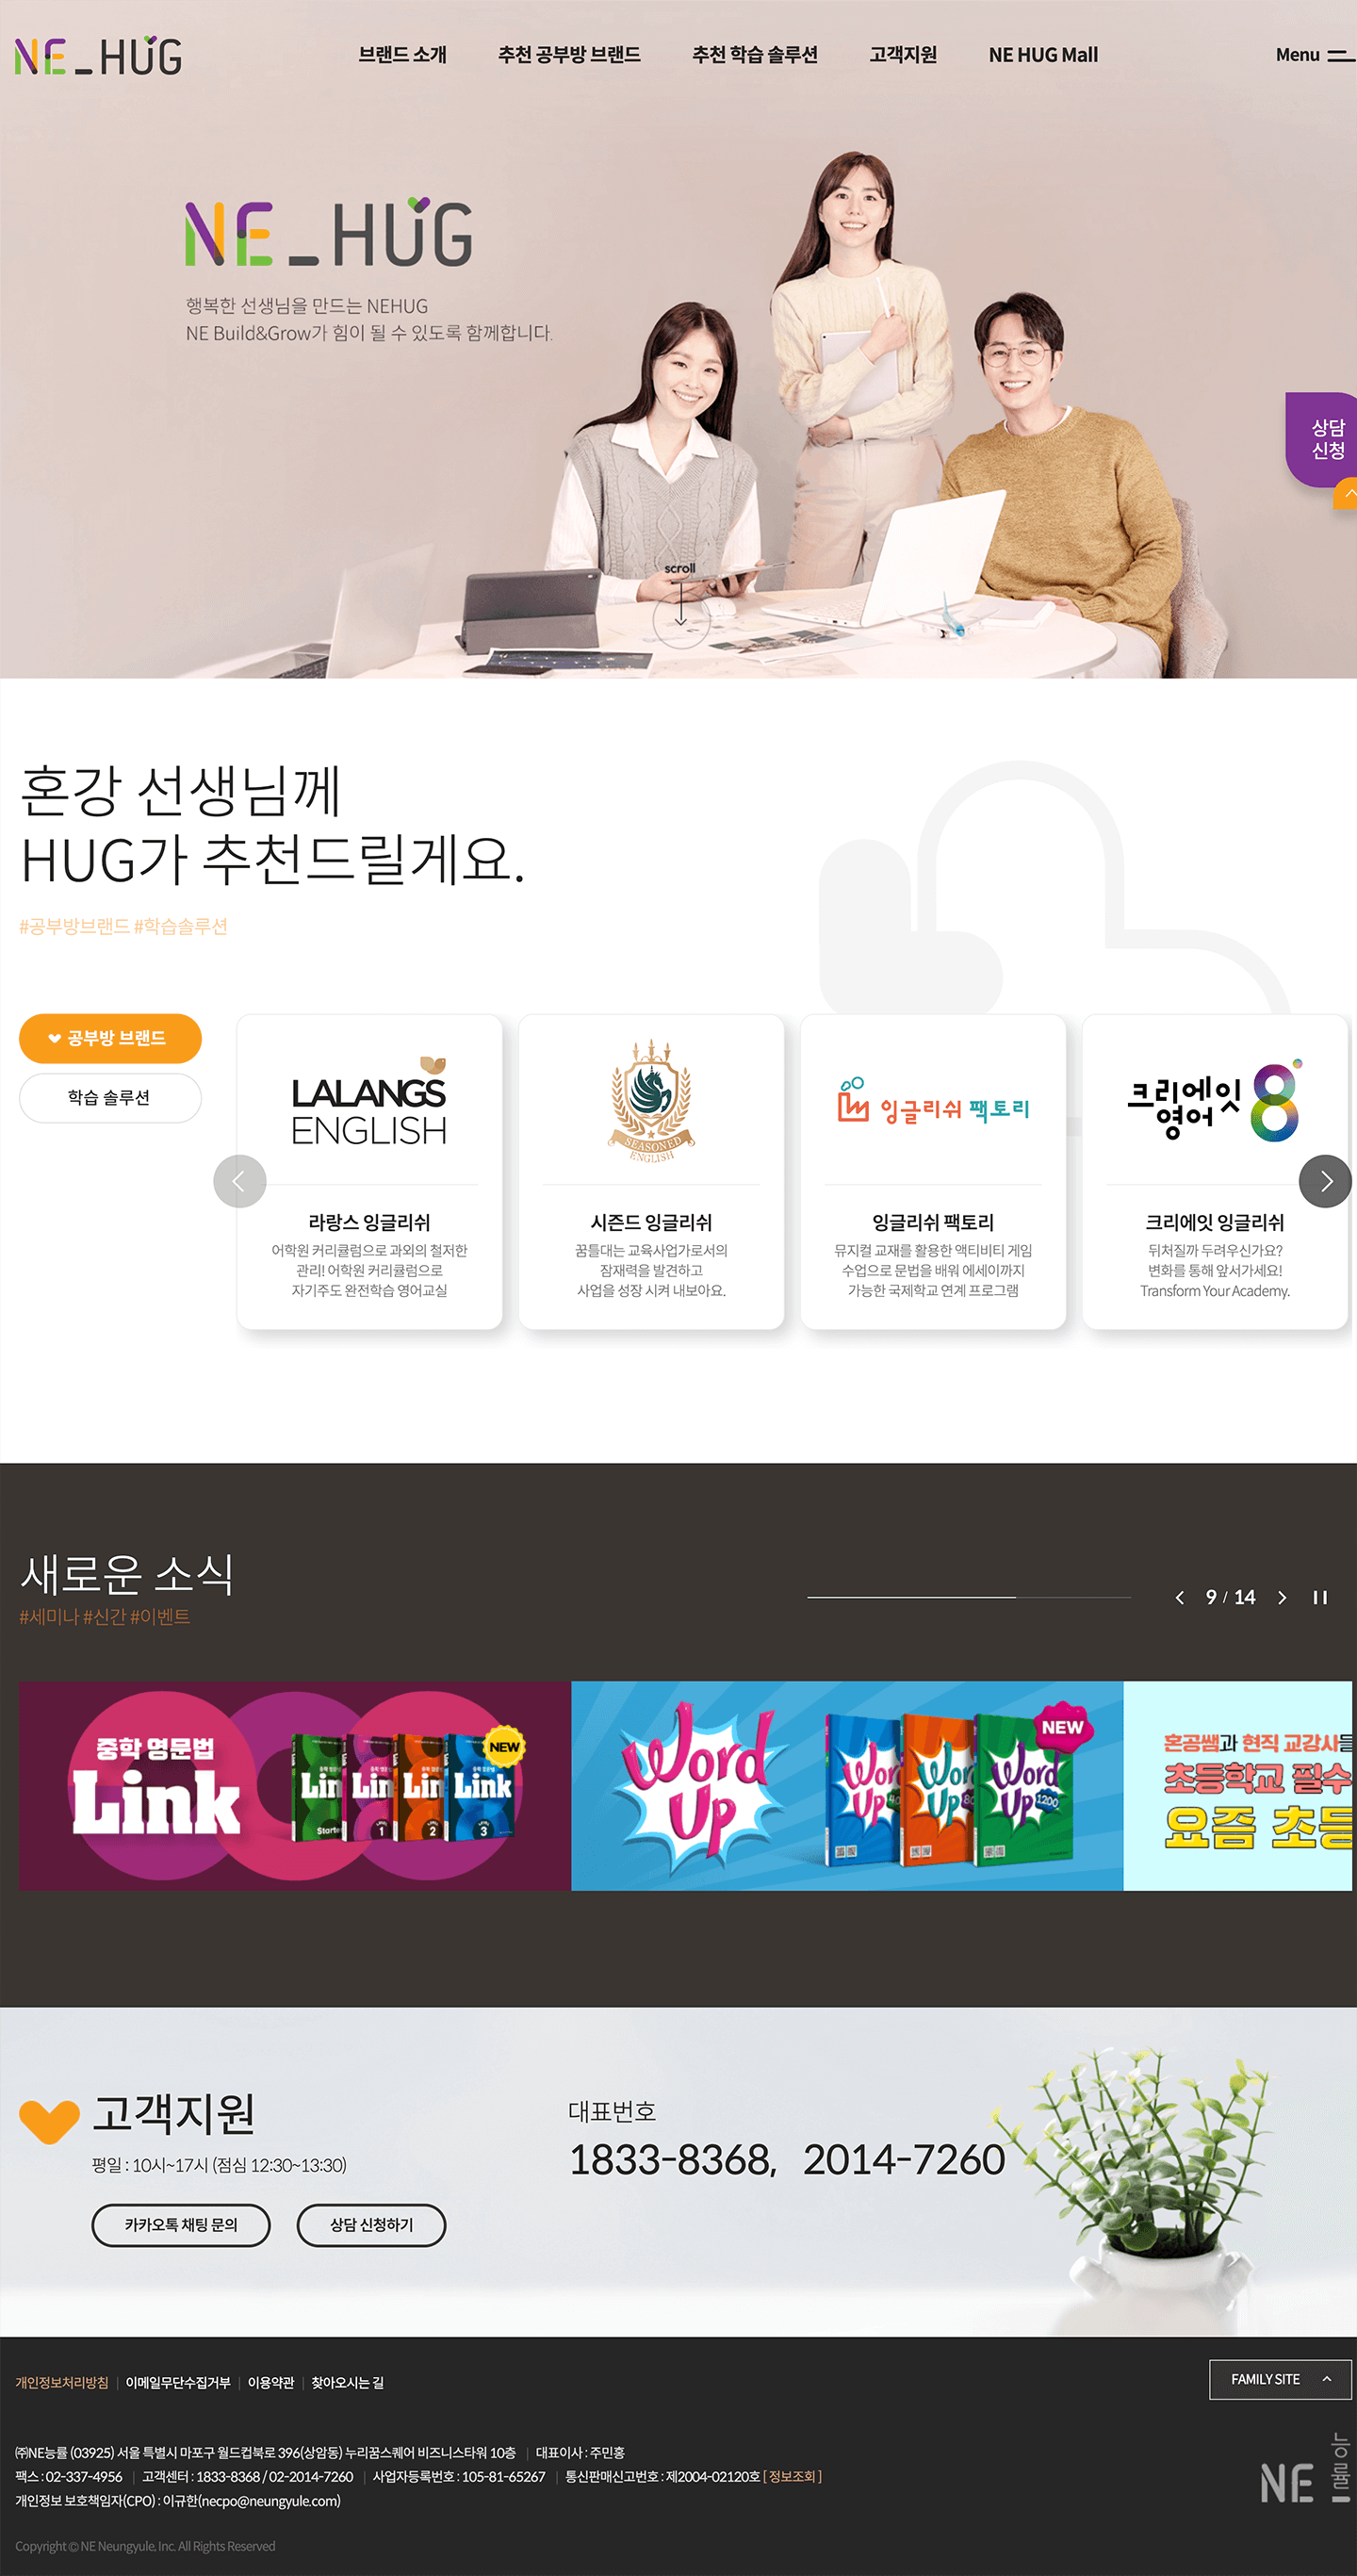 NE_HUG
브랜드 소개
추천 공부방 브랜드
추천 학습 솔루션
고객지원
NE HUG Mall
Menu
NE_HUG
행복한 선생님을 만드는 NEHUG
NE Build&Grow가 힘이 될 수 있도록 함께합니다.
상담
신청
scroll
혼강 선생님께
HUG가 추천드릴게요.
#공부방브랜드 #학습솔루션
공부방 브랜드
학습 솔루션
LALANGS
ENGLISH
라랑스 잉글리쉬
어학원 커리큘럼으로 과외의 철저한
관리! 어학원 커리큘럼으로
자기주도 완전학습 영어교실
SEASONED
ENGLISH
시즌드 잉글리쉬
꿈틀대는 교육사업가로서의
잠재력을 발견하고
사업을 성장 시켜 내보아요.
잉글리쉬 팩토리
잉글리쉬 팩토리
뮤지컬 교재를 활용한 액티비티 게임
수업으로 문법을 배워 에세이까지
가능한 국제학교 연계 프로그램
크리에잇
영어 8
크리에잇 잉글리쉬
뒤처질까 두려우신가요?
변화를 통해 앞서가세요!
Transform Your Academy.
새로운 소식
#세미나 #신간 #이벤트
9 / 14
중학 영문법
Link
NEW
Lin
Lin
Lin
Link
Starter
1
2
3
Word
Up
NEW
Wor
Up
Wor
Up
Word
Up 1200
혼공쌤과 현직 교강사들
초등학교 필수
요즘 초등
고객지원
평일 : 10시~17시 (점심 12:30~13:30)
카카오톡 채팅 문의
상담 신청하기
대표번호
1833-8368, 2014-7260
개인정보처리방침 | 이메일무단수집거부 | 이용약관 | 찾아오시는 길
FAMILY SITE
㈜NE능률 (03925) 서울 특별시 마포구 월드컵북로 396(상암동) 누리꿈스퀘어 비즈니스타워 10층 | 대표이사 : 주민홍
팩스 : 02-337-4956 | 고객센터 : 1833-8368 / 02-2014-7260 | 사업자등록번호 : 105-81-65267 | 통신판매신고번호 : 제2004-02120호 [ 정보조회 ]
개인정보 보호책임자(CPO) : 이규한(necpo@neungyule.com)
NE 능률
Copyright © NE Neungyule, Inc. All Rights Reserved